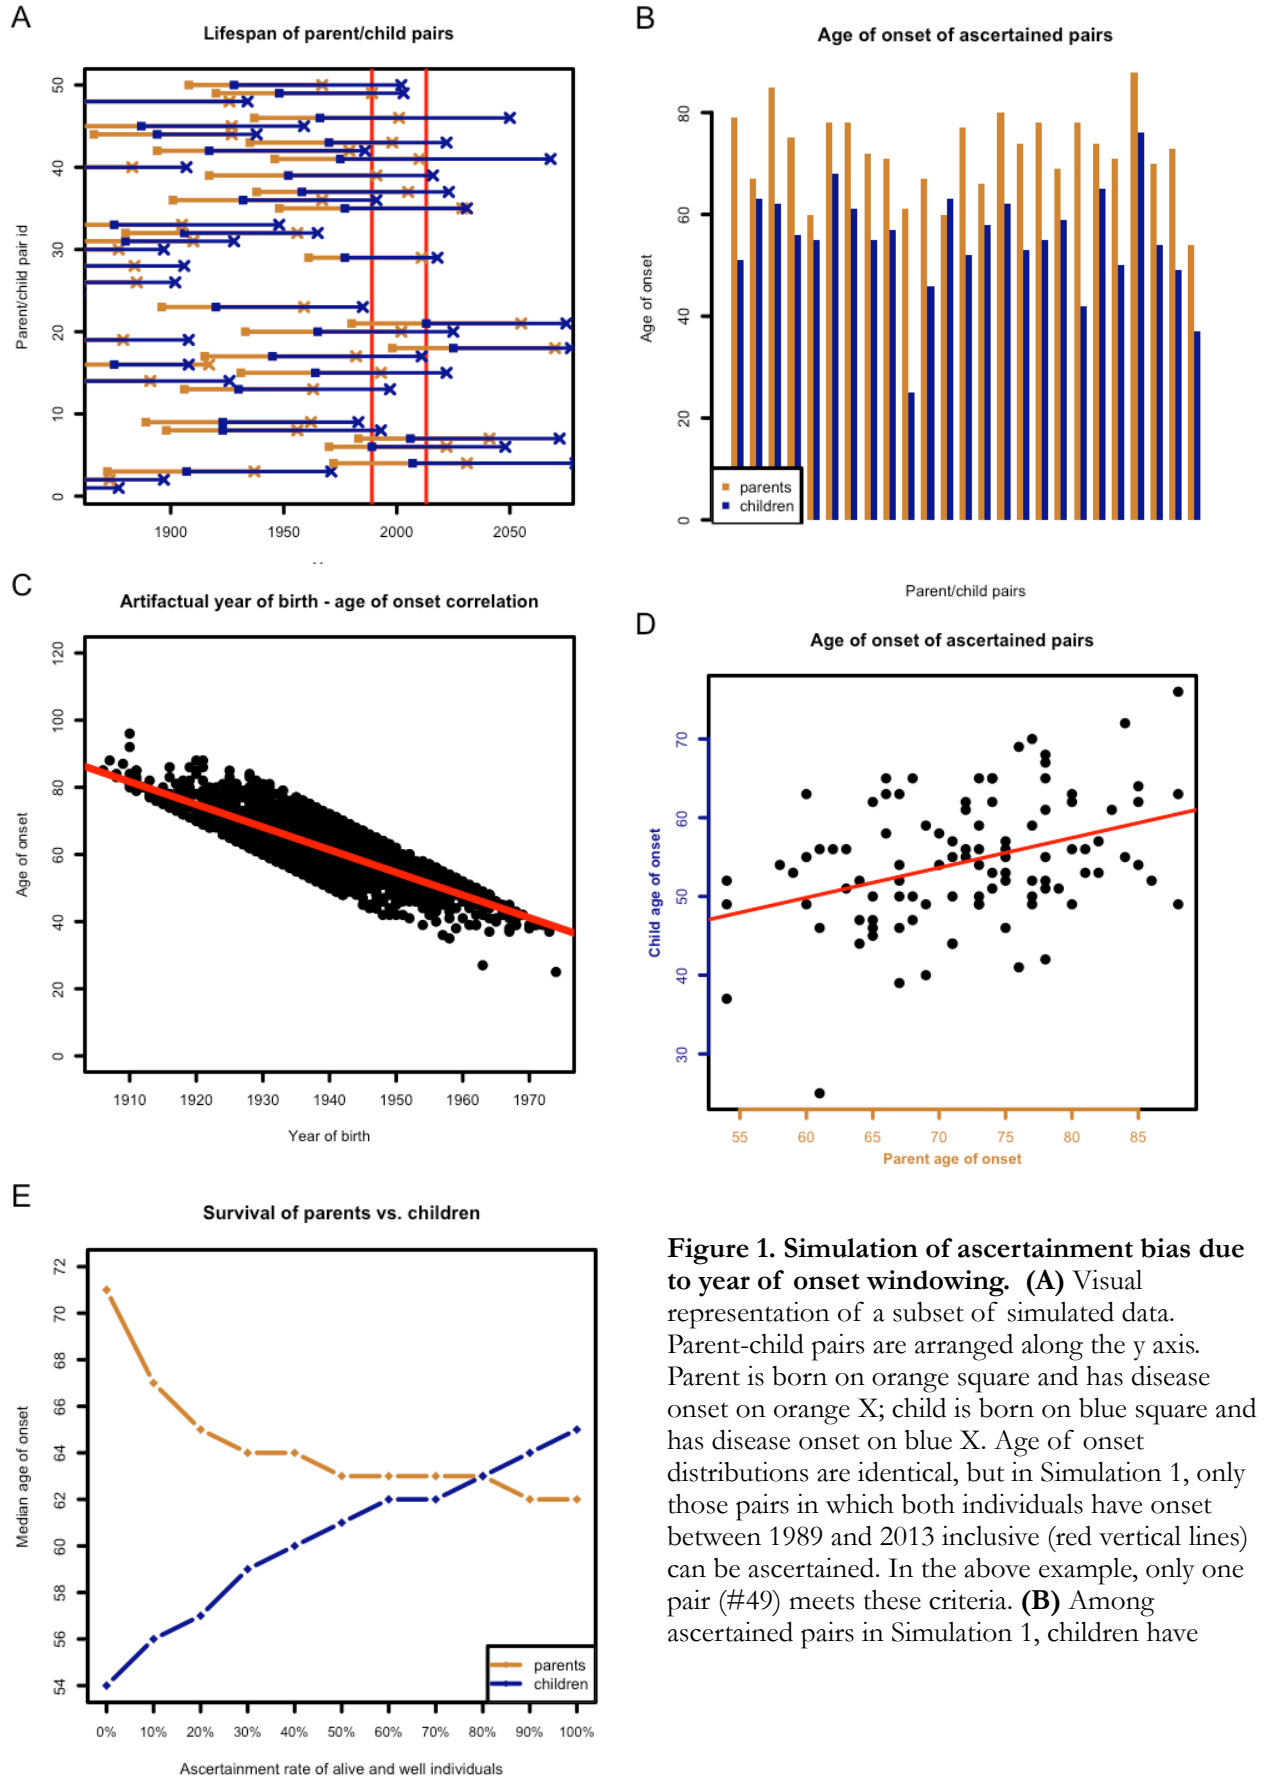 A
Lifespan of parent/child pairs
Parent/child pair id
50
40
30
20
10
0
1900
1950
2000
2050
B
Age of onset of ascertained pairs
Age of onset
80
60
40
20
0
parents
children
Parent/child pairs
C
Artifactual year of birth - age of onset correlation
Age of onset
120
100
80
60
40
20
0
1910
1920
1930
1940
1950
1960
1970
Year of birth
D
Age of onset of ascertained pairs
Child age of onset
70
60
50
40
30
55
60
65
70
75
80
85
Parent age of onset
E
Survival of parents vs. children
Median age of onset
72
70
68
66
64
62
60
58
56
54
parents
children
0%
10%
20%
30%
40%
50%
60%
70%
80%
90%
100%
Ascertainment rate of alive and well individuals
Figure 1. Simulation of ascertainment bias due
to year of onset windowing. (A) Visual
representation of a subset of simulated data.
Parent-child pairs are arranged along the y axis.
Parent is born on orange square and has disease
onset on orange X; child is born on blue square and
has disease onset on blue X. Age of onset
distributions are identical, but in Simulation 1, only
those pairs in which both individuals have onset
between 1989 and 2013 inclusive (red vertical lines)
can be ascertained. In the above example, only one
pair (#49) meets these criteria. (B) Among
ascertained pairs in Simulation 1, children have